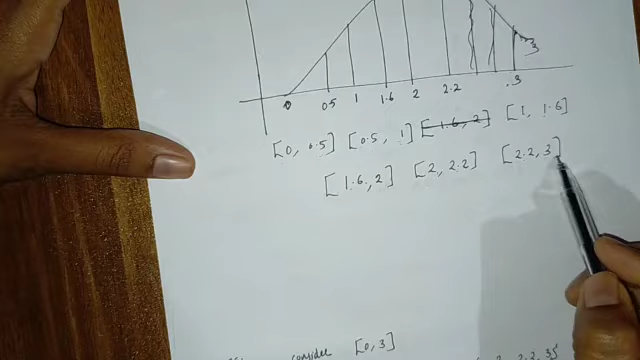 3
0 0.5 1 1.6 2 2.2 .3
[0, 0.5] [0.5, 1] [1.6, 2] [1, 1.6]
[1.6, 2] [2, 2.2] [2.2, 3]
consider [0, 3]